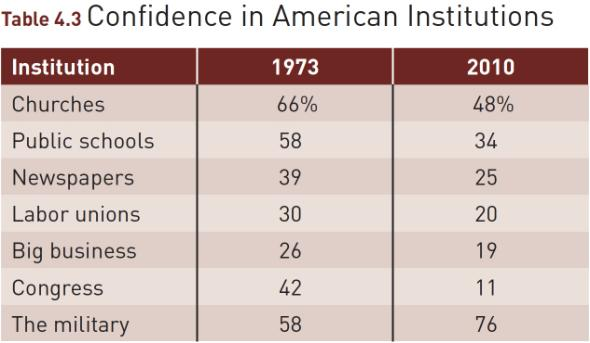 Table 4.3 Confidence in American Institutions
Institution 1973 2010
Churches 66% 48%
Public schools 58 34
Newspapers 39 25
Labor unions 30 20
Big business 26 19
Congress 42 11
The military 58 76